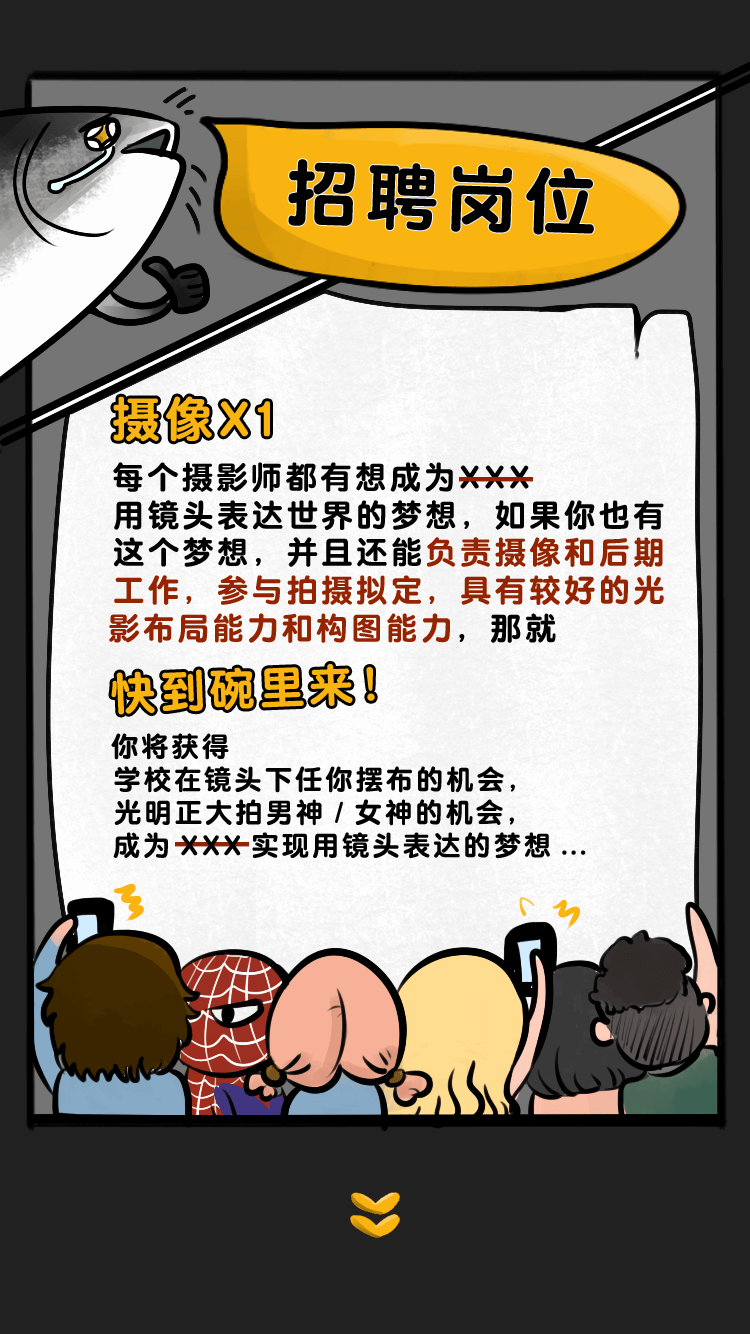 招聘岗位
摄像X1
每个摄影师都有想成为XXX
用镜头表达世界的梦想，如果你也有
这个梦想，并且还能负责摄像和后期
工作，参与拍摄拟定，具有较好的光
影布局能力和构图能力，那就
快到碗里来！
你将获得
学校在镜头下任你摆布的机会，
光明正大拍男神 / 女神的机会，
成为XXX实现用镜头表达的梦想 ...